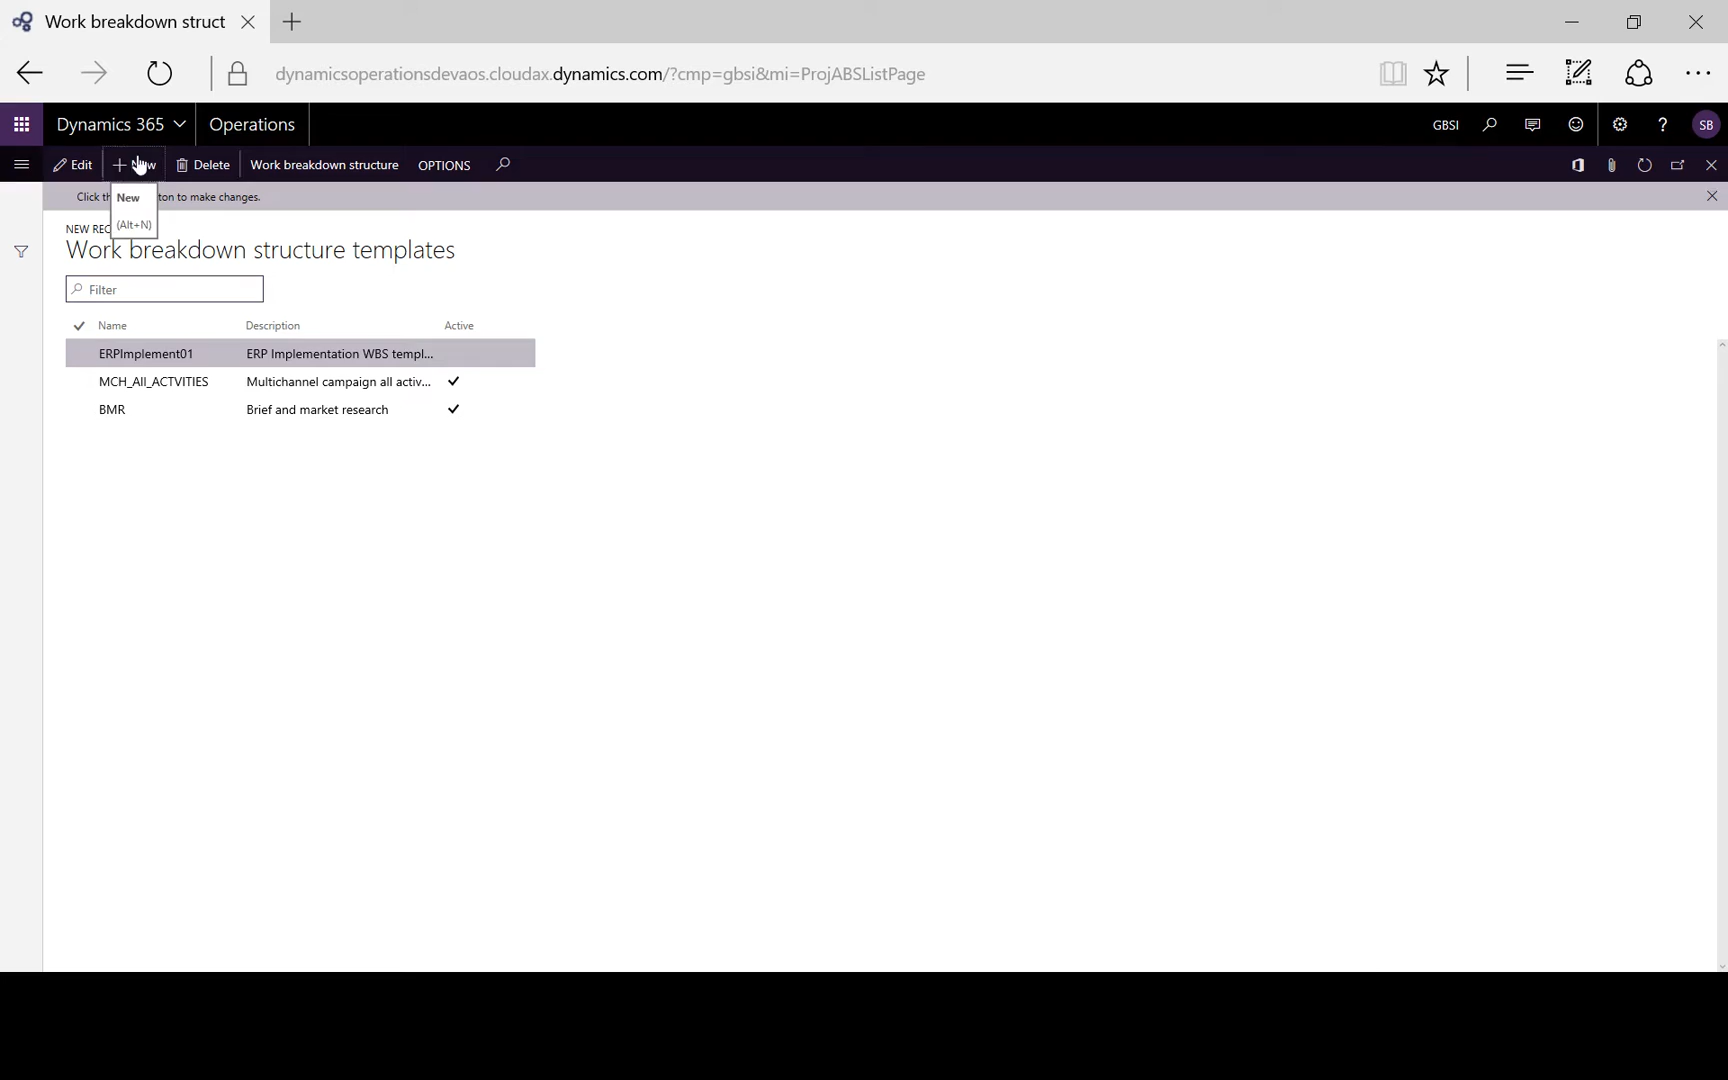 Work breakdown struct
dynamicsoperationsdevaos.cloudax.dynamics.com/?cmp=gbsi&mi=ProjABSListPage
Dynamics 365 Operations GBSI ? SB
Edit Delete Work breakdown structure OPTIONS
Click ton to make changes.
New
(Alt+N)
NEW
Work breakdown structure templates
Filter
Name Description Active
ERPImplement01 ERP Implementation WBS templ...
MCH_All_ACTVITIES Multichannel campaign all activ...
BMR Brief and market research